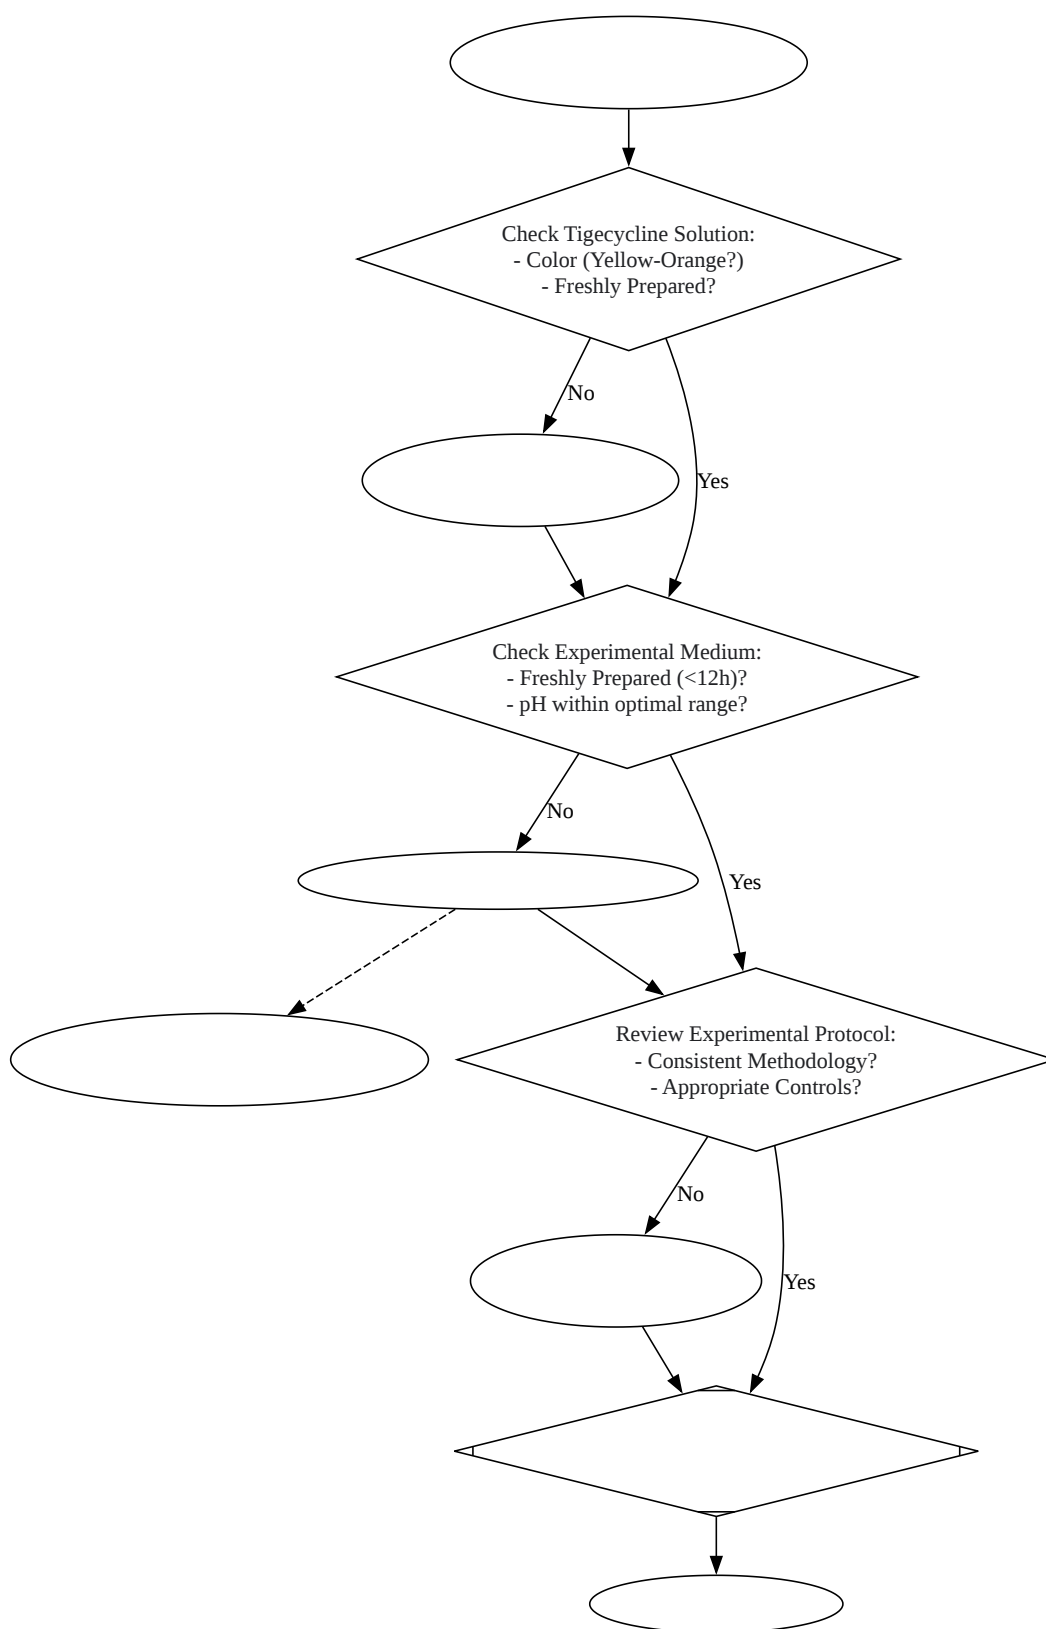 Check Tigecycline Solution:
- Color (Yellow-Orange?)
- Freshly Prepared?
No
Yes
Check Experimental Medium:
- Freshly Prepared (<12h)?
- pH within optimal range?
No
Yes
Review Experimental Protocol:
- Consistent Methodology?
- Appropriate Controls?
No
Yes